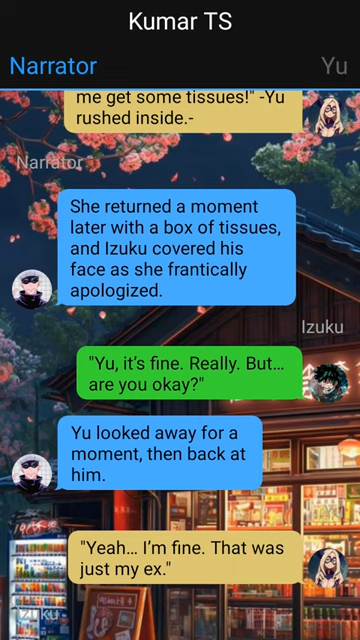 Kumar TS
Narrator
Yu
me get some tissues!" -Yu
rushed inside.-
Narrator
She returned a moment
later with a box of tissues,
and Izuku covered his
face as she frantically
apologized.
Izuku
"Yu, it’s fine. Really. But…
are you okay?"
Yu looked away for a
moment, then back at
him.
"Yeah… I’m fine. That was
just my ex."
Izuku